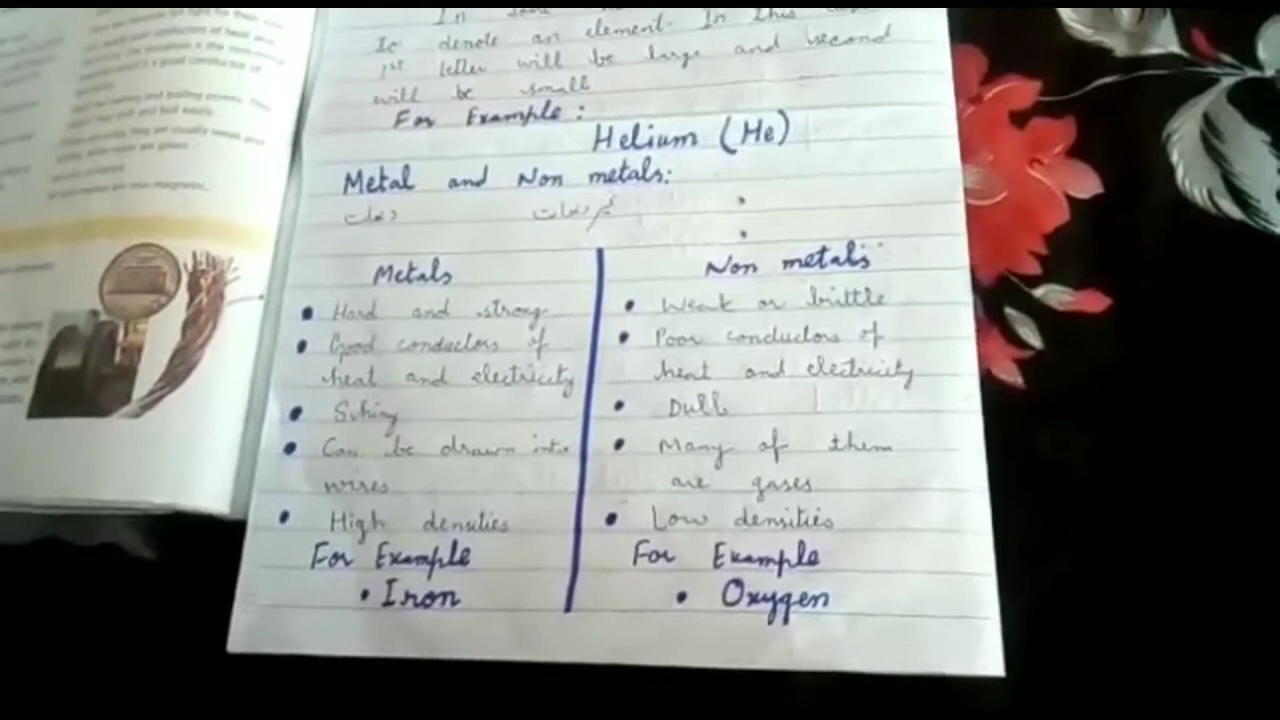 to denote an element. In this
1st letter will be large and second
will be small
For Example:
Helium (He)
Metal and Non metals:
دھات غیر دھات
Metals
• Hard and strong
• Good conductors of
heat and electricity
• Schiny
• Can be drawn into
wires
• High densities
For Example
• Iron
Non metals
• Weak or brittle
• Poor conductors of
heat and electricity
• Dull
• Many of them
are gases
• Low densities
For Example
• Oxygen